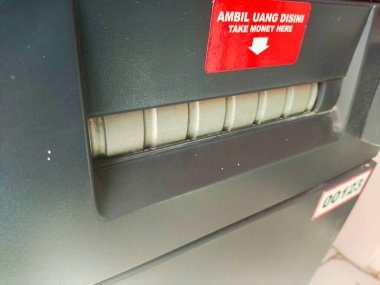 AMBIL UANG DISINI
TAKE MONEY HERE
00123